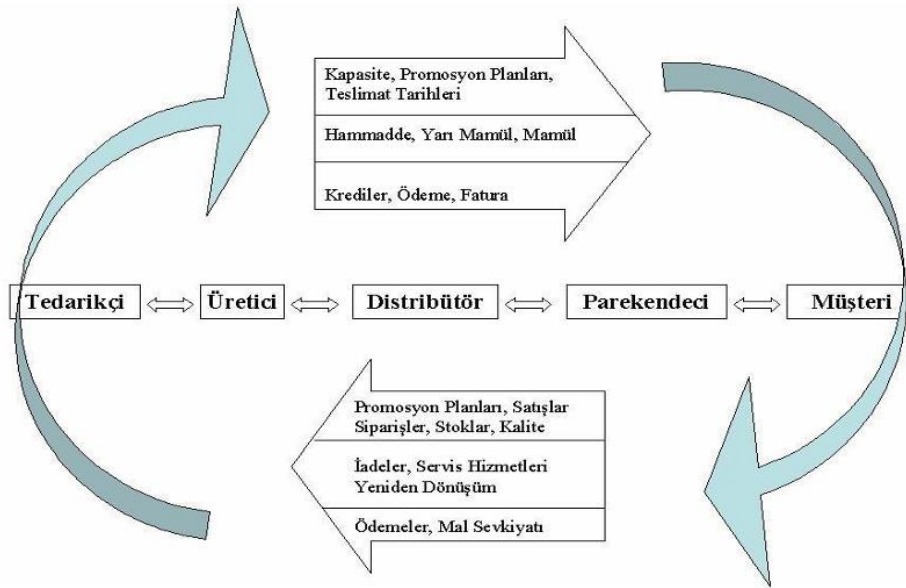 Kapasite, Promosyon Planları,
Teslimat Tarihleri
Hammadde, Yarı Mamül, Mamül
Krediler, Ödeme, Fatura
Tedarikçi
Üretici
Distribütör
Parekendeci
Müşteri
Promosyon Planları, Satışlar
Siparişler, Stoklar, Kalite
İadeler, Servis Hizmetleri
Yeniden Dönüşüm
Ödemeler, Mal Sevkiyatı